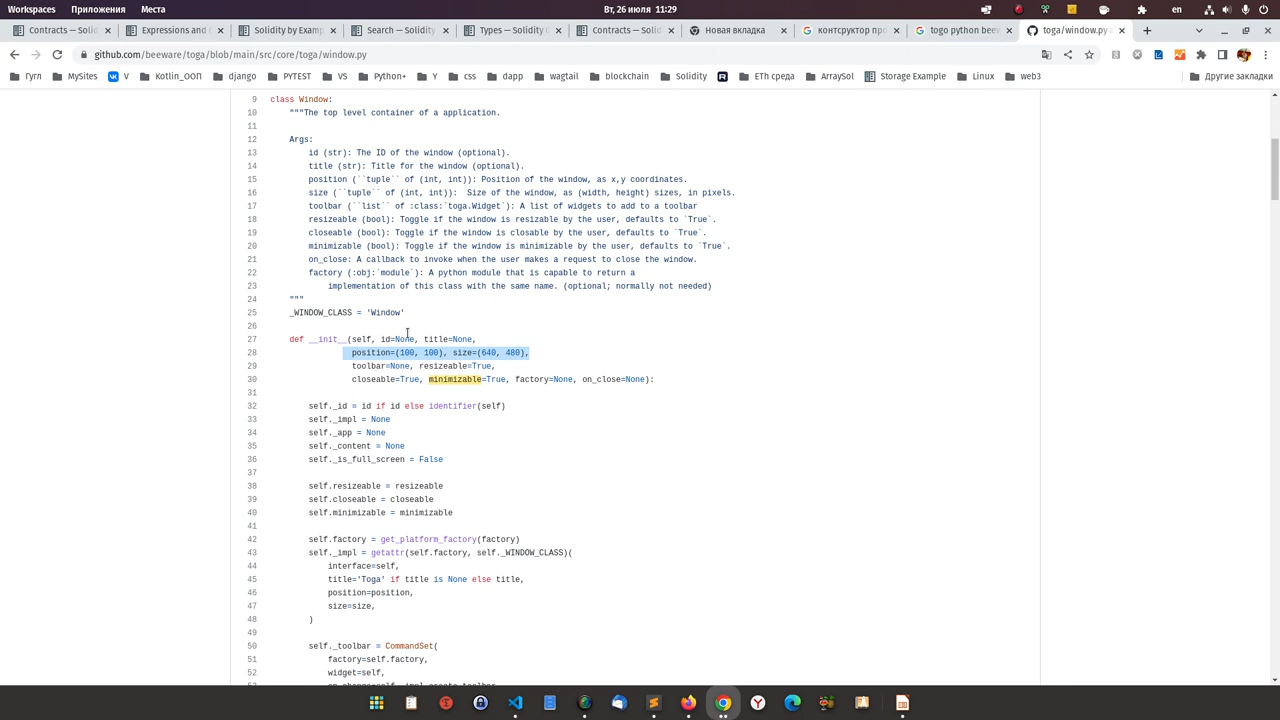 Workspaces Приложения Места Вт, 26 июля 11:29 en
Contracts — Solid Expressions and Solidity by Examp Search — Solidity Types — Solidity 0. Contracts — Solid Новая вкладка контсруктор про togo python beew toga/window.py a
github.com/beeware/toga/blob/main/src/core/toga/window.py
Гугл MySites V Kotlin_ООП django PYTEST VS Python+ Y css dapp wagtail blockchain Solidity ETh среда ArraySol Storage Example Linux web3 Другие закладки
9 class Window:
10 """The top level container of a application.
11
12 Args:
13 id (str): The ID of the window (optional).
14 title (str): Title for the window (optional).
15 position (``tuple`` of (int, int)): Position of the window, as x,y coordinates.
16 size (``tuple`` of (int, int)): Size of the window, as (width, height) sizes, in pixels.
17 toolbar (``list`` of :class:`toga.Widget`): A list of widgets to add to a toolbar
18 resizeable (bool): Toggle if the window is resizable by the user, defaults to `True`.
19 closeable (bool): Toggle if the window is closable by the user, defaults to `True`.
20 minimizable (bool): Toggle if the window is minimizable by the user, defaults to `True`.
21 on_close: A callback to invoke when the user makes a request to close the window.
22 factory (:obj:`module`): A python module that is capable to return a
23 implementation of this class with the same name. (optional; normally not needed)
24 """
25 _WINDOW_CLASS = 'Window'
26
27 def __init__(self, id=None, title=None,
28 position=(100, 100), size=(640, 480),
29 toolbar=None, resizeable=True,
30 closeable=True, minimizable=True, factory=None, on_close=None):
31
32 self._id = id if id else identifier(self)
33 self._impl = None
34 self._app = None
35 self._content = None
36 self._is_full_screen = False
37
38 self.resizeable = resizeable
39 self.closeable = closeable
40 self.minimizable = minimizable
41
42 self.factory = get_platform_factory(factory)
43 self._impl = getattr(self.factory, self._WINDOW_CLASS)(
44 interface=self,
45 title='Toga' if title is None else title,
46 position=position,
47 size=size,
48 )
49
50 self._toolbar = CommandSet(
51 factory=self.factory,
52 widget=self,